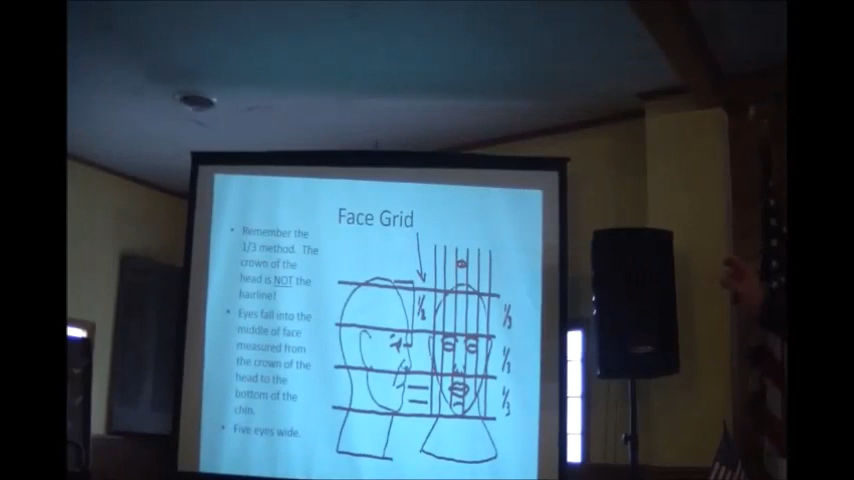 Face Grid
• Remember the
1/3 method. The
crown of the
head is NOT the
hairline!
• Eyes fall into the
middle of face
measured from
the crown of the
head to the
bottom of the
chin.
• Five eyes wide.
1/2
1/3
1/3
1/3